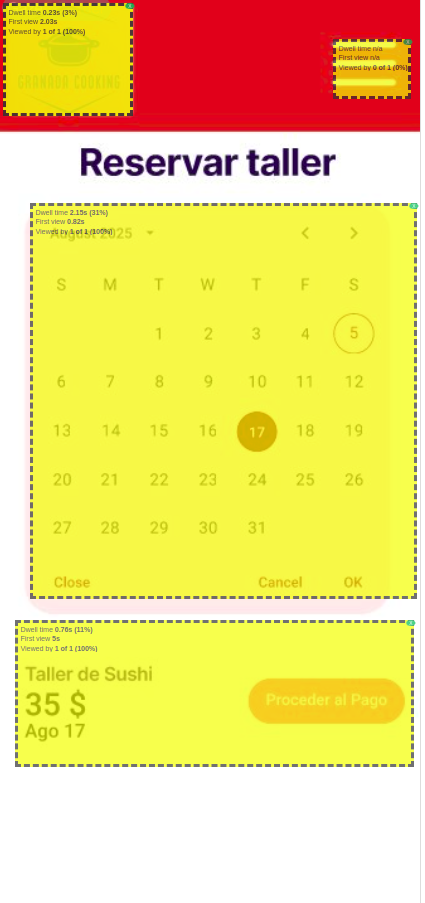 Dwell time 0.23s (3%)
First view 2.03s
Viewed by 1 of 1 (100%)
GRANADA COOKING
Dwell time n/a
First view n/a
Viewed by 0 of 1 (0%)
Reservar taller
Dwell time 2.15s (31%)
First view 0.82s
Viewed by 1 of 1 (100%)
August 2025
S M T W T F S
1 2 3 4 5
6 7 8 9 10 11 12
13 14 15 16 17 18 19
20 21 22 23 24 25 26
27 28 29 30 31
Close Cancel OK
Dwell time 0.76s (11%)
First view 5s
Viewed by 1 of 1 (100%)
Taller de Sushi
35 $
Ago 17
Proceder al Pago